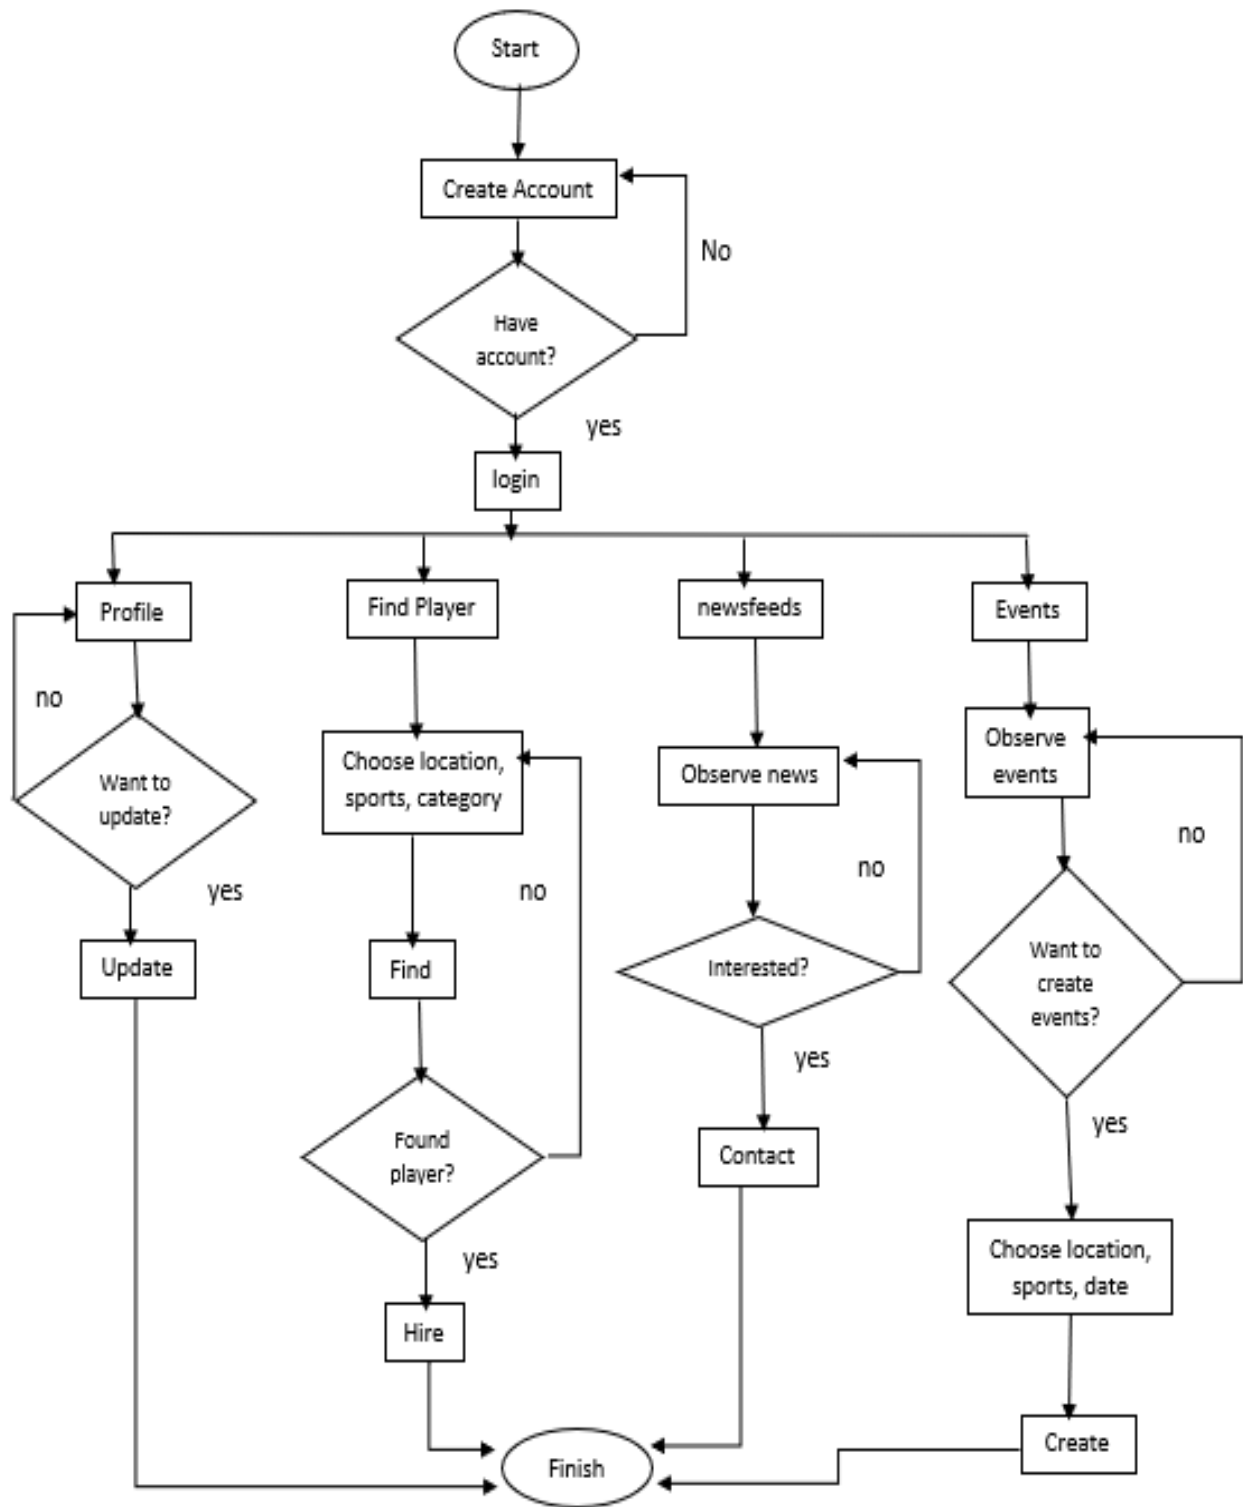 Start
Create Account
No
Have
account?
yes
login
Profile
Find Player
newsfeeds
Events
no
Want to
update?
yes
Update
Choose location,
sports, category
no
Find
Found
player?
yes
Hire
Observe news
no
Interested?
yes
Contact
Observe
events
no
Want to
create
events?
yes
Choose location,
sports, date
Create
Finish